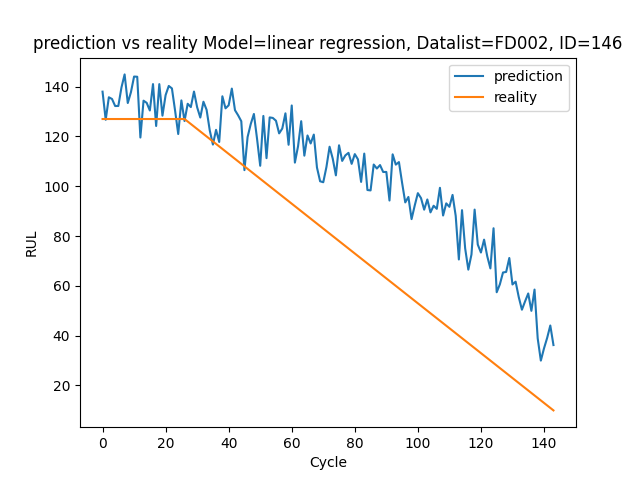 prediction vs reality Model=linear regression, Datalist=FD002, ID=146
prediction
reality
RUL
140
120
100
80
60
40
20
0 20 40 60 80 100 120 140
Cycle